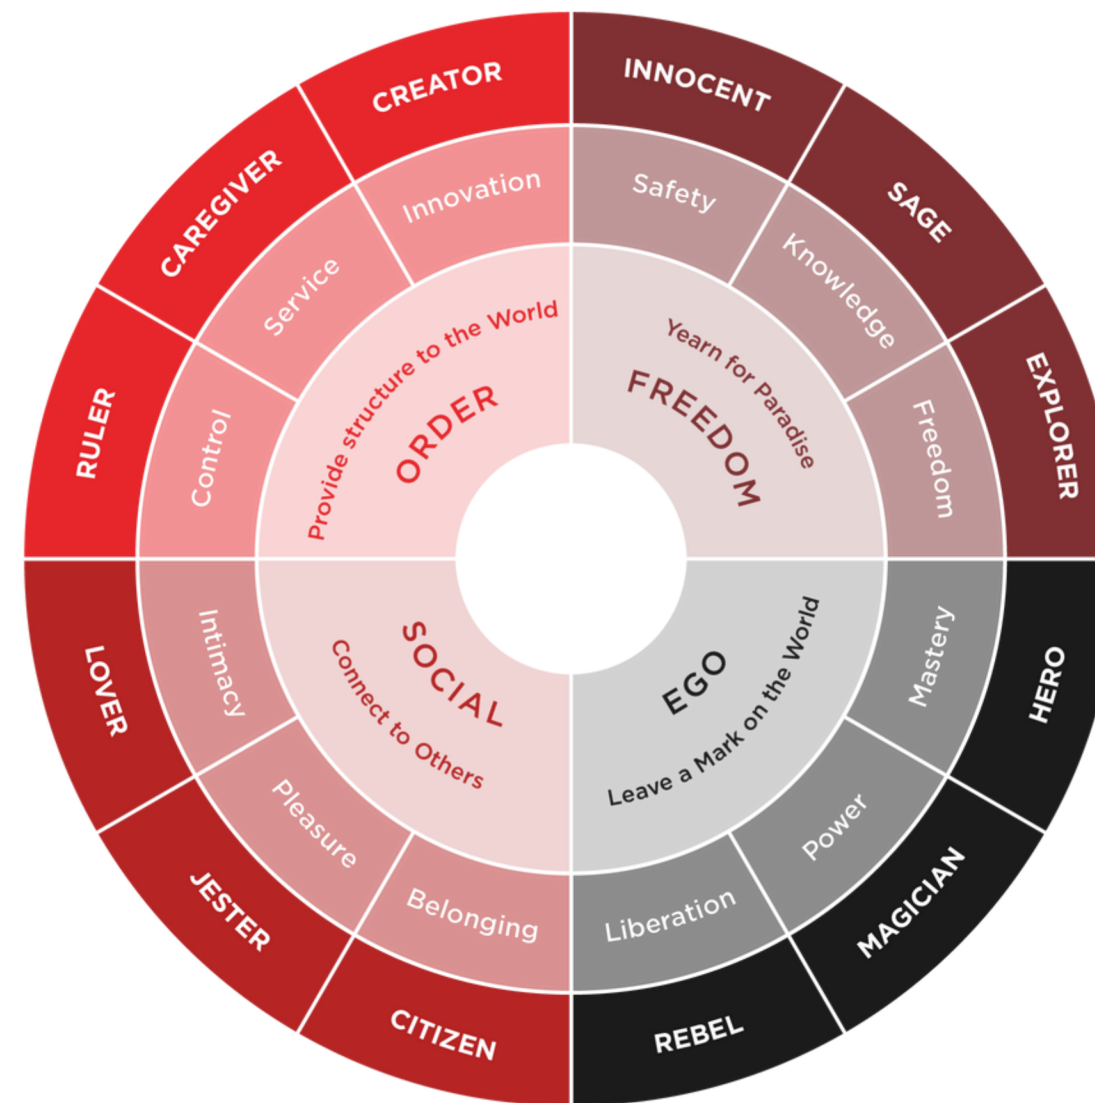 CREATOR
Innovation
CAREGIVER
Service
RULER
Control
Provide structure to the World
ORDER
INNOCENT
Safety
SAGE
Knowledge
EXPLORER
Freedom
Yearn for Paradise
FREEDOM
HERO
Mastery
MAGICIAN
Power
REBEL
Liberation
EGO
Leave a Mark on the World
LOVER
Intimacy
JESTER
Pleasure
CITIZEN
Belonging
SOCIAL
Connect to Others